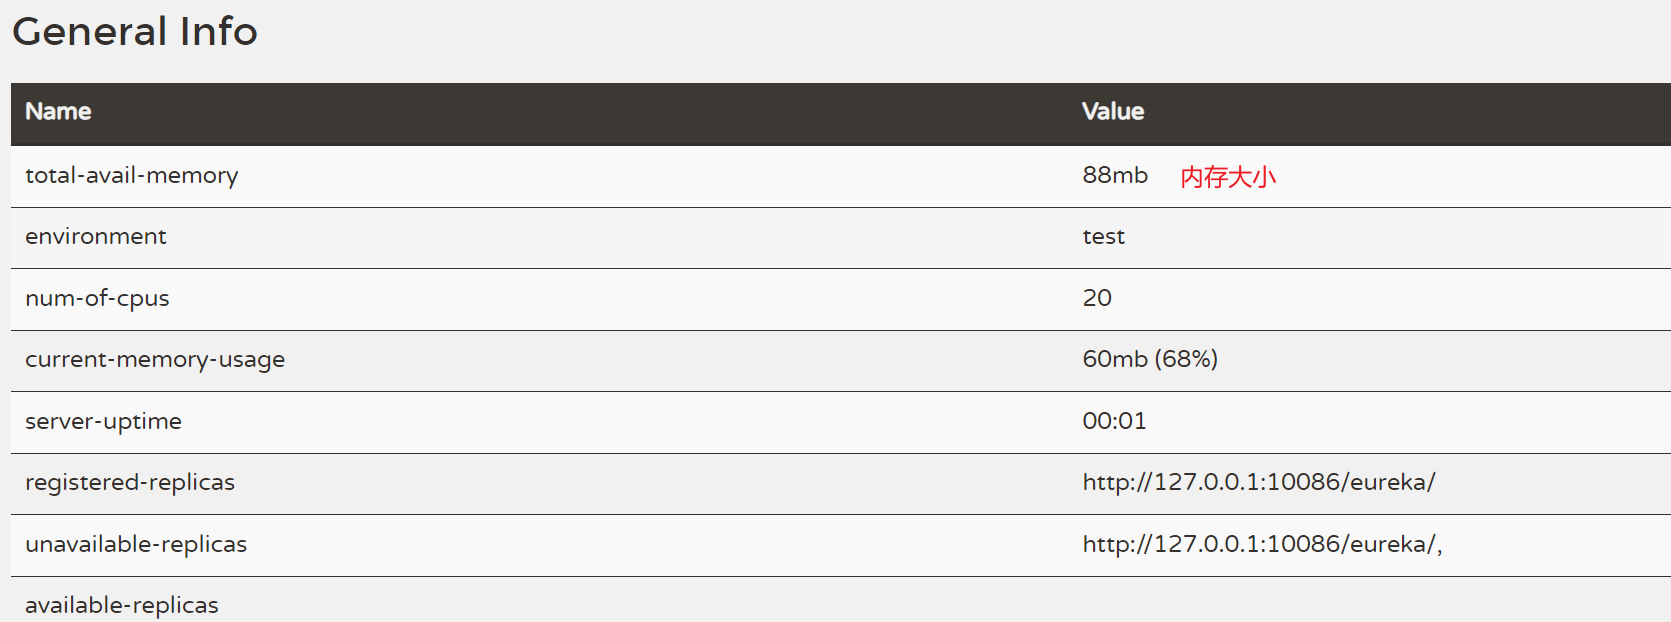 General Info
Name Value
total-avail-memory 88mb 内存大小
environment test
num-of-cpus 20
current-memory-usage 60mb (68%)
server-uptime 00:01
registered-replicas http://127.0.0.1:10086/eureka/
unavailable-replicas http://127.0.0.1:10086/eureka/,
available-replicas